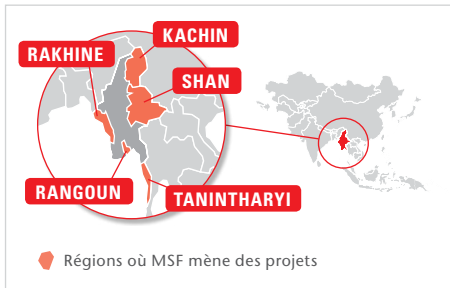 KACHIN
RAKHINE
SHAN
RANGOUN
TANINTHARYI
Régions où MSF mène des projets